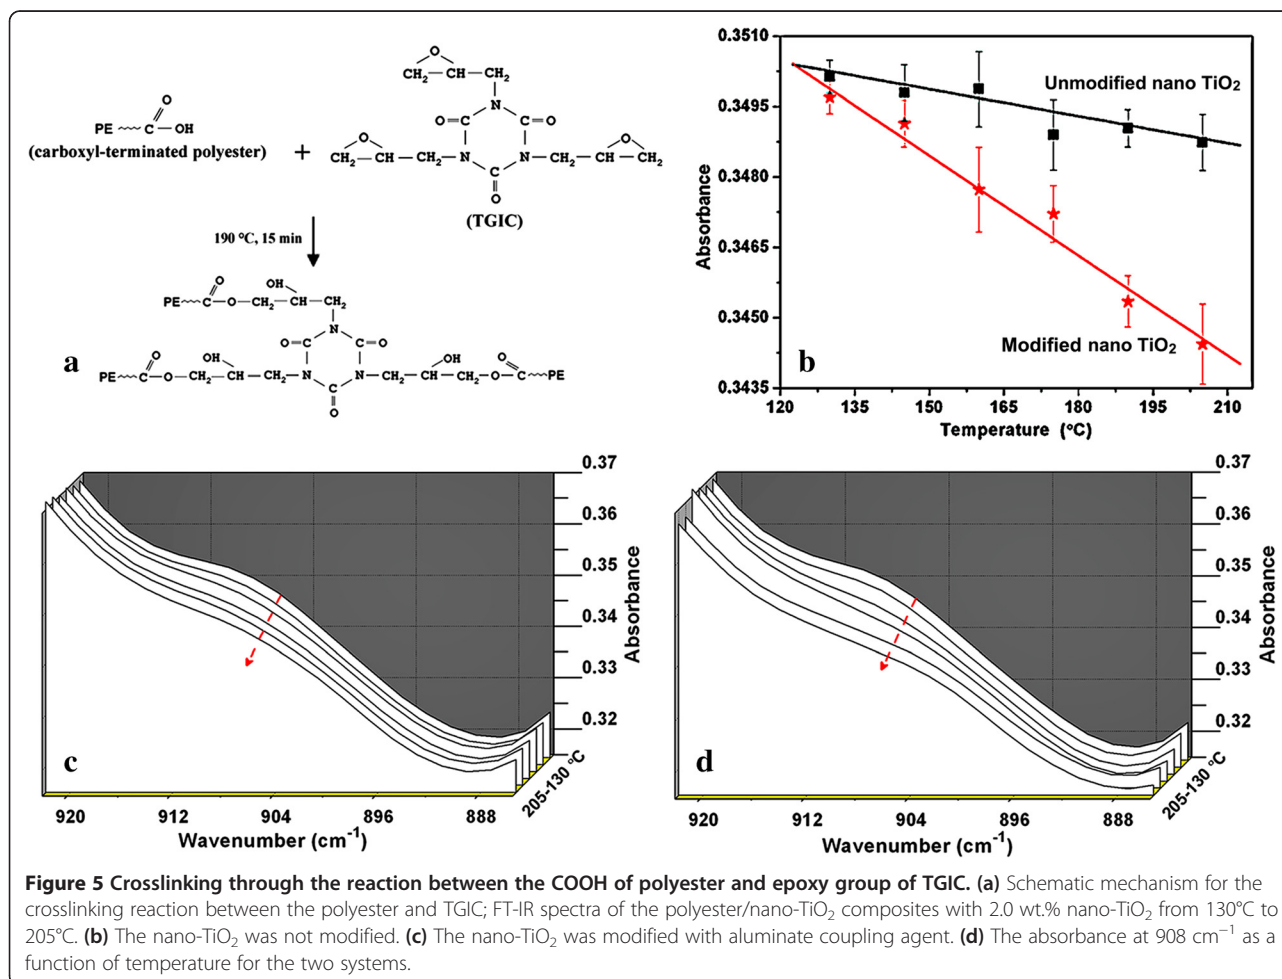 O
CH₂—CH—CH₂
O
PE~~~C—OH
(carboxyl-terminated polyester)
+
N
O=C C=O
O
CH₂—CH—CH₂—N N—CH₂—CH—CH₂
O
C
O
(TGIC)
190 °C, 15 min
O OH
PE~~~C—O—CH₂—CH—CH₂
N
O=C C=O
a
O OH OH O
PE~~~C—O—CH₂—CH—CH₂—N N—CH₂—CH—CH₂—O—C~~~PE
C
O
0.3510
0.3495
0.3480
0.3465
0.3450
0.3435
Absorbance
Unmodified nano TiO₂
Modified nano TiO₂
b
120 135 150 165 180 195 210
Temperature (°C)
0.37
0.36
0.35
0.34
0.33
0.32
Absorbance
205-130 °C
c
920 912 904 896 888
Wavenumber (cm⁻¹)
0.37
0.36
0.35
0.34
0.33
0.32
Absorbance
205-130 °C
d
920 912 904 896 888
Wavenumber (cm⁻¹)
Figure 5 Crosslinking through the reaction between the COOH of polyester and epoxy group of TGIC. (a) Schematic mechanism for the
crosslinking reaction between the polyester and TGIC; FT-IR spectra of the polyester/nano-TiO₂ composites with 2.0 wt.% nano-TiO₂ from 130°C to
205°C. (b) The nano-TiO₂ was not modified. (c) The nano-TiO₂ was modified with aluminate coupling agent. (d) The absorbance at 908 cm⁻¹ as a
function of temperature for the two systems.